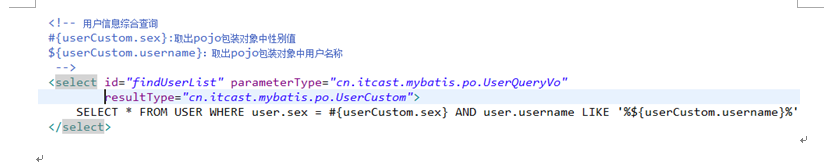 <!-- 用户信息综合查询
#{userCustom.sex}:取出pojo包装对象中性别值
${userCustom.username}：取出pojo包装对象中用户名称
-->
<select id="findUserList" parameterType="cn.itcast.mybatis.po.UserQueryVo"
resultType="cn.itcast.mybatis.po.UserCustom">
SELECT * FROM USER WHERE user.sex = #{userCustom.sex} AND user.username LIKE '%${userCustom.username}%'
</select>